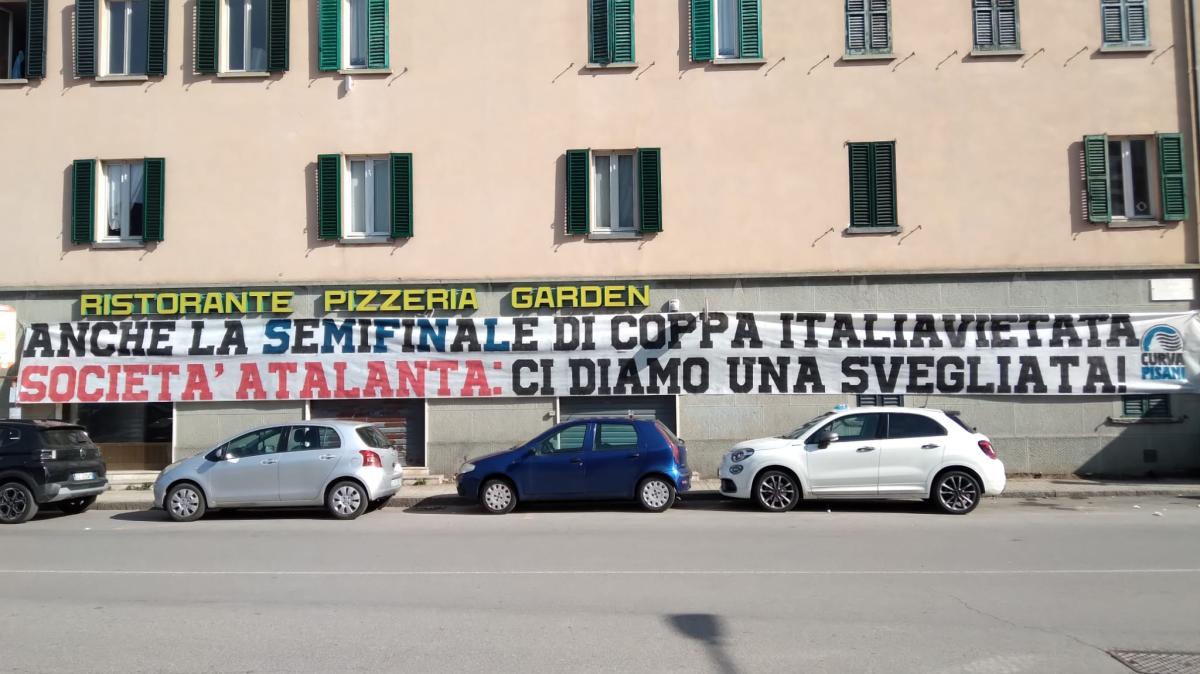 RISTORANTE PIZZERIA GARDEN
ANCHE LA SEMIFINALE DI COPPA ITALIA VIETATA
SOCIETA' ATALANTA: CI DIAMO UNA SVEGLIATA!
CURVA
PISANI